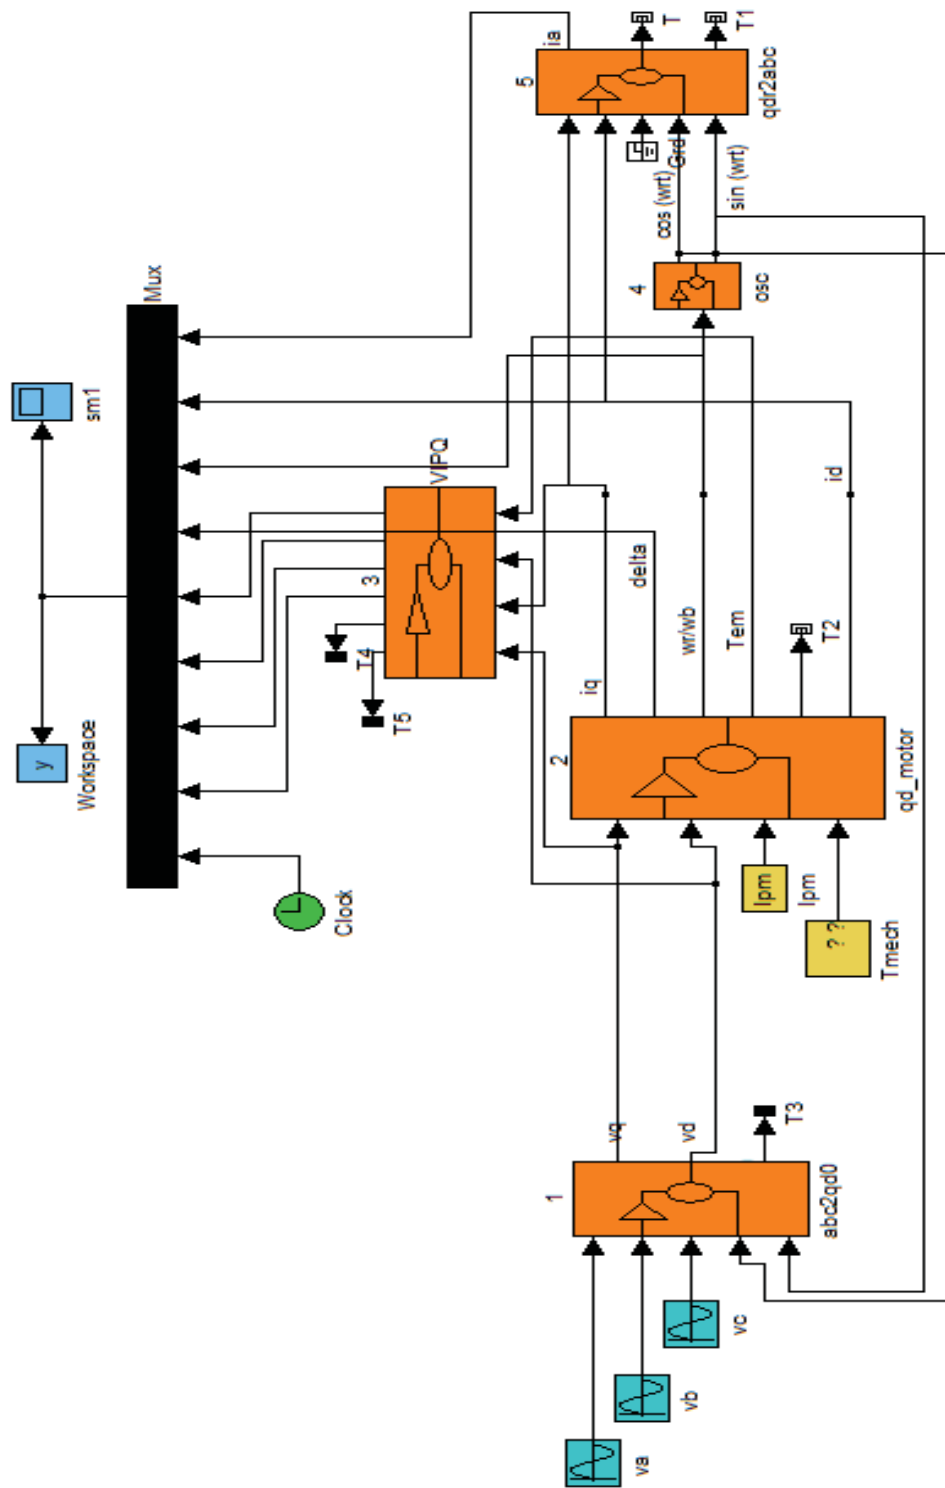 va
vb
vc
1
abc2qd0
vq
vd
T3
Clock
y
Workspace
Mux
sm1
Tmech
? ?
Ipm
Ipm
2
qd_motor
iq
delta
wr/wb
Tem
T2
id
3
VIPQ
T4
T5
4
osc
cos (wrt)
sin (wrt)
Grd
5
qdr2abc
ia
T
T1